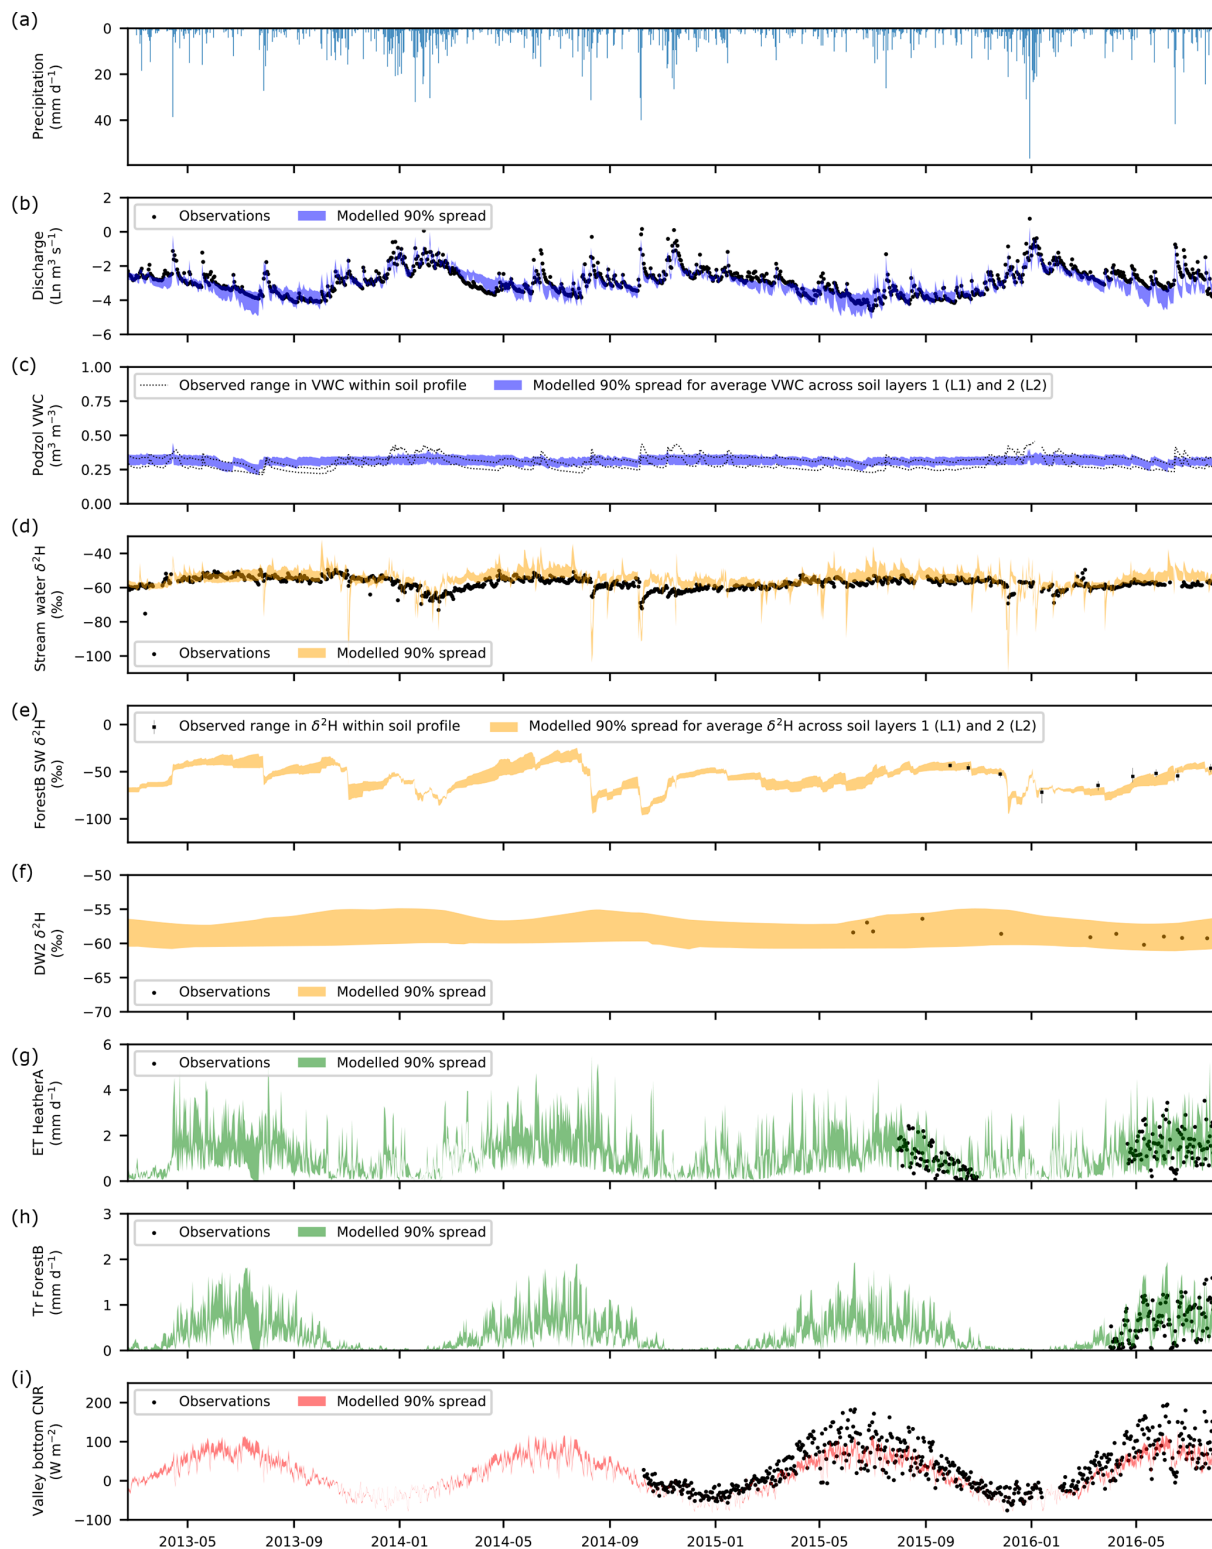 (a)
0
20
40
Precipitation
(mm d⁻¹)
(b)
2
0
−2
−4
−6
Discharge
(Ln m³ s⁻¹)
Observations
Modelled 90% spread
(c)
1.00
0.75
0.50
0.25
0.00
Podzol VWC
(m³ m⁻³)
Observed range in VWC within soil profile
Modelled 90% spread for average VWC across soil layers 1 (L1) and 2 (L2)
(d)
−40
−60
−80
−100
Stream water δ²H
(‰)
Observations
Modelled 90% spread
(e)
0
−50
−100
ForestB SW δ²H
(‰)
Observed range in δ²H within soil profile
Modelled 90% spread for average δ²H across soil layers 1 (L1) and 2 (L2)
(f)
−50
−55
−60
−65
−70
DW2 δ²H
(‰)
Observations
Modelled 90% spread
(g)
6
4
2
0
ET HeatherA
(mm d⁻¹)
Observations
Modelled 90% spread
(h)
3
2
1
0
Tr ForestB
(mm d⁻¹)
Observations
Modelled 90% spread
(i)
200
100
0
−100
Valley bottom CNR
(W m⁻²)
Observations
Modelled 90% spread
2013-05
2013-09
2014-01
2014-05
2014-09
2015-01
2015-05
2015-09
2016-01
2016-05